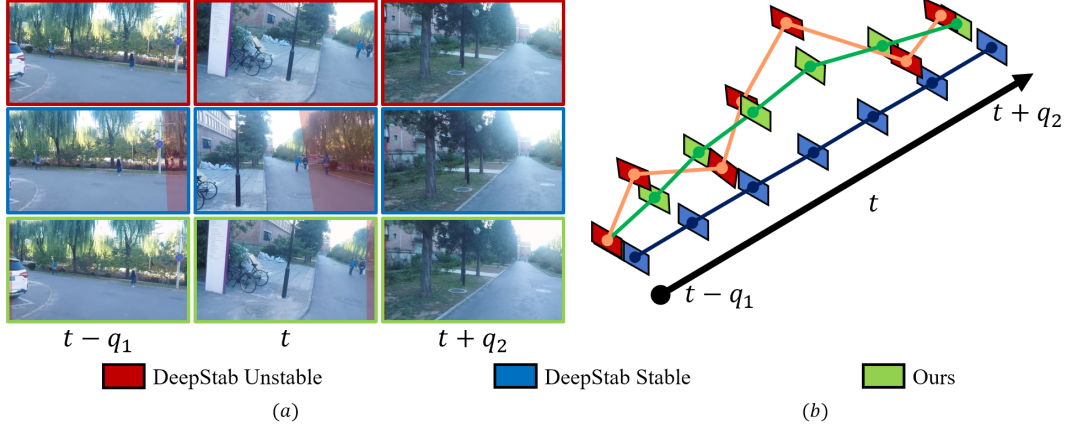 t + q₂
t
t − q₁
t − q₁
t
t + q₂
DeepStab Unstable
DeepStab Stable
Ours
(a)
(b)